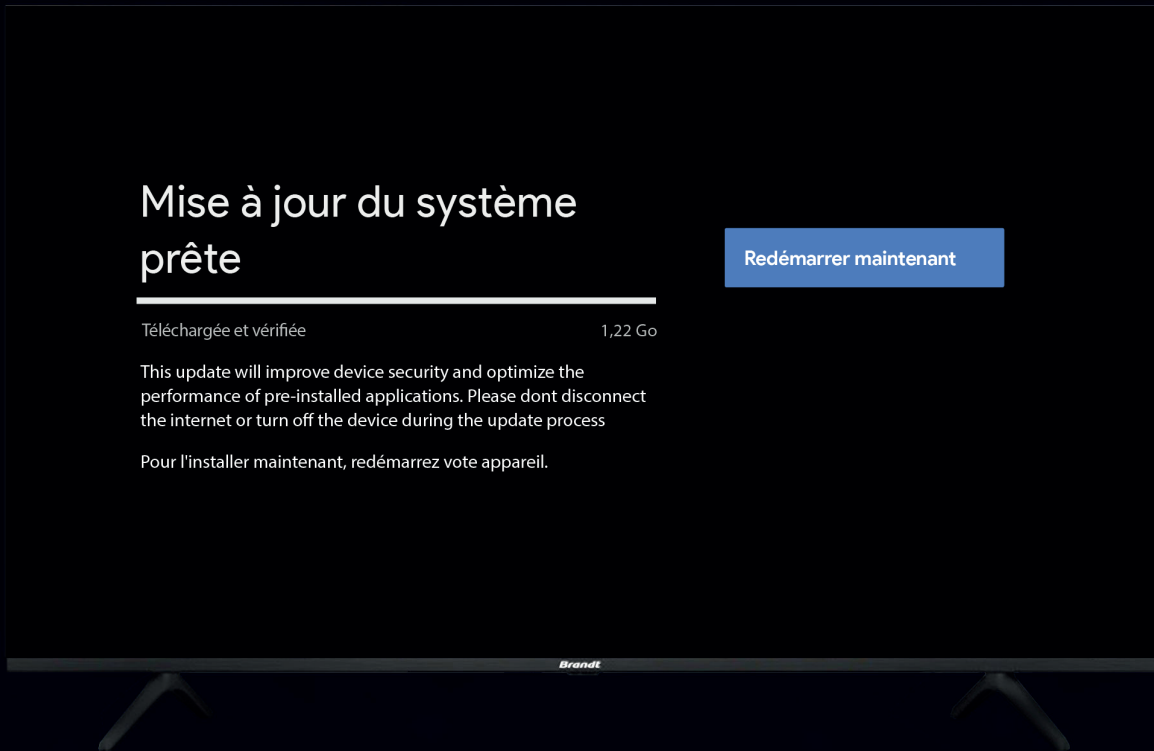 Mise à jour du système
prête
Redémarrer maintenant
Téléchargée et vérifiée 1,22 Go
This update will improve device security and optimize the
performance of pre-installed applications. Please dont disconnect
the internet or turn off the device during the update process
Pour l'installer maintenant, redémarrez vote appareil.
Brandt